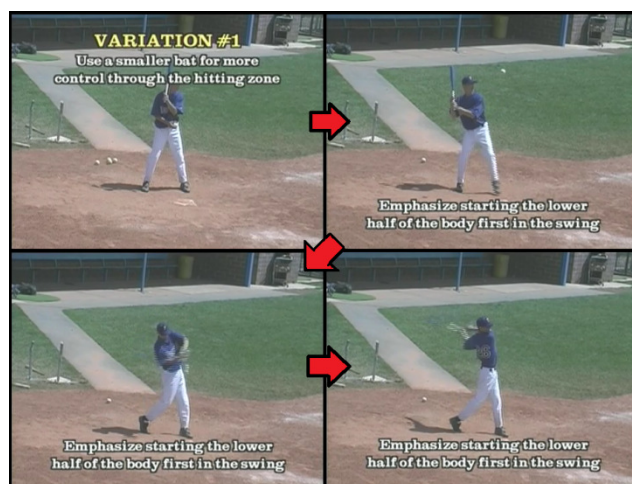 VARIATION #1
Use a smaller bat for more
control through the hitting zone
Emphasize starting the lower
half of the body first in the swing
Emphasize starting the lower
half of the body first in the swing
Emphasize starting the lower
half of the body first in the swing